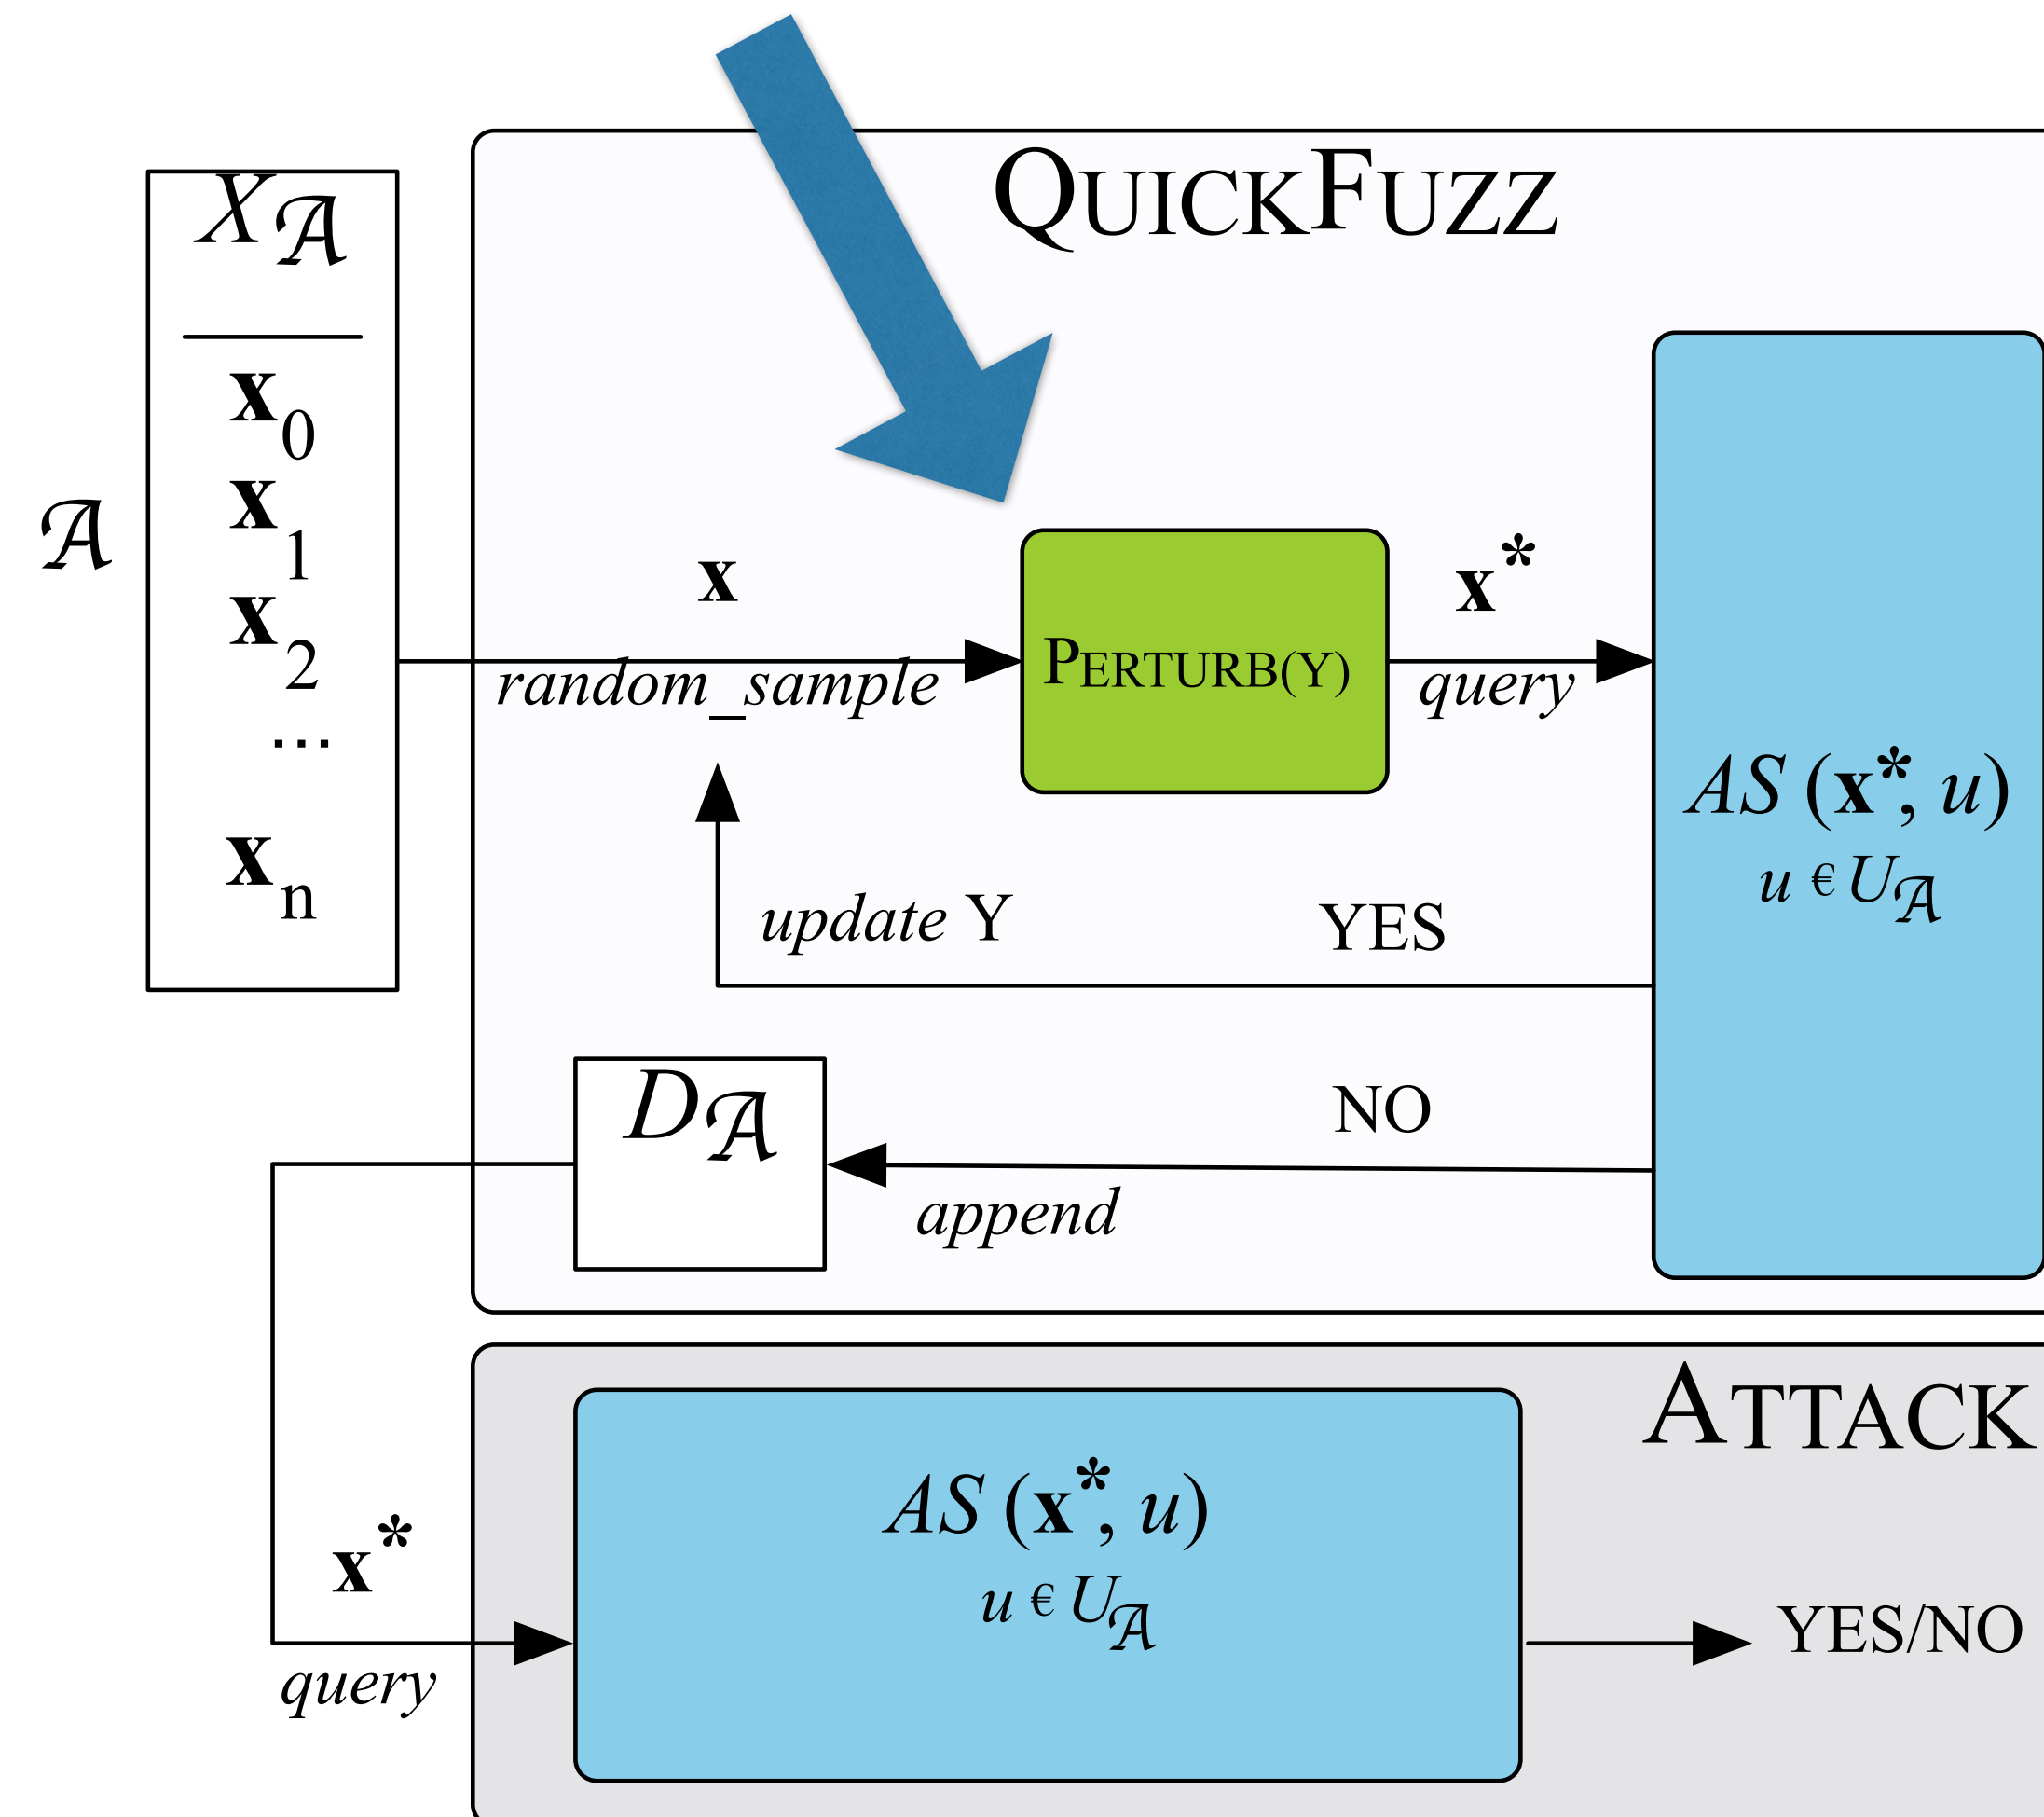 QUICKFUZZ
X𝒜
x0
x1
x2
...
xn
𝒜
x
random_sample
PERTURB(Y)
x*
query
AS (x*, u)
u € U𝒜
update Y
YES
D𝒜
NO
append
ATTACK
AS (x*, u)
u € U𝒜
x*
query
YES/NO